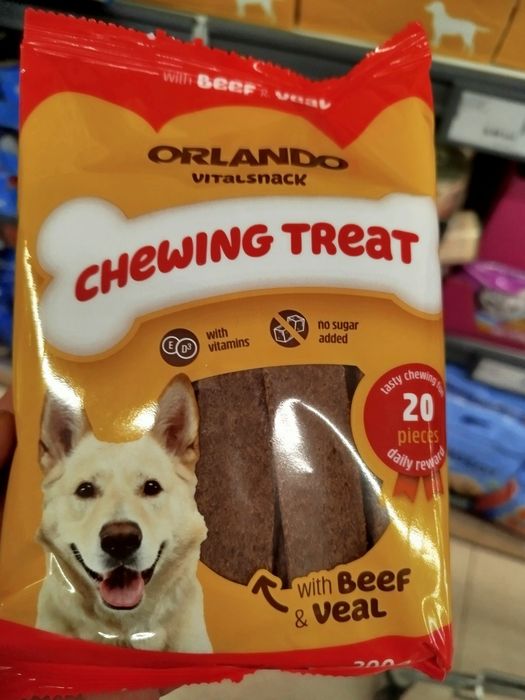 with Beef & Veal
ORLANDO
VITALSNACK
CHEWING TREAT
E D3
with
vitamins
no sugar
added
tasty chewing
20
pieces
daily reward
with Beef
& Veal